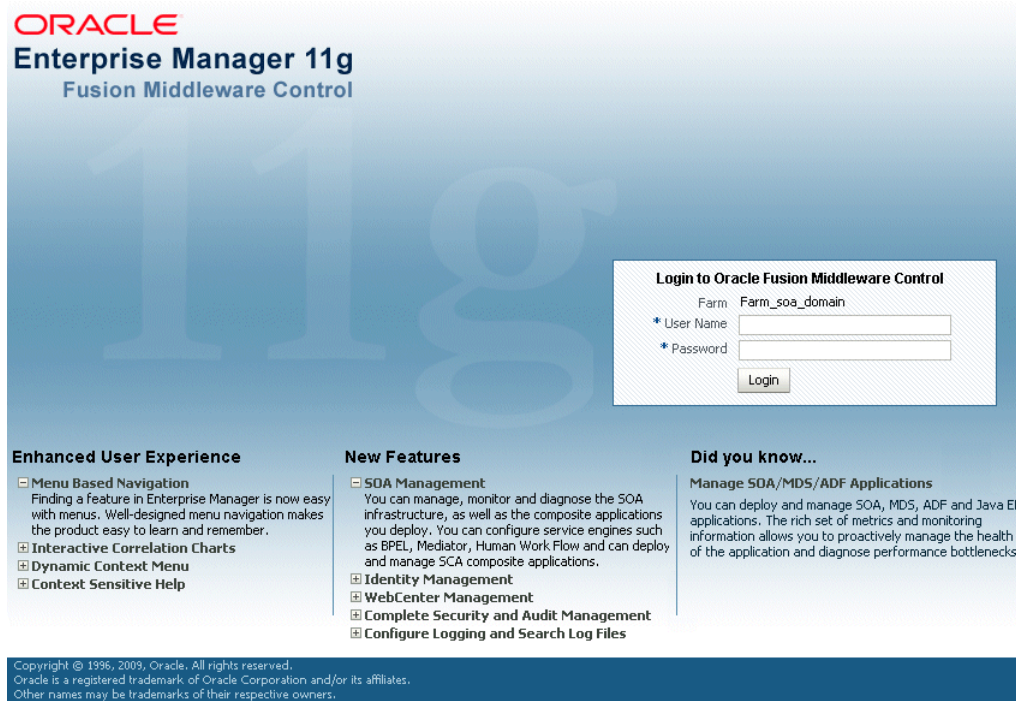 ORACLE
Enterprise Manager 11g
Fusion Middleware Control
11g
Login to Oracle Fusion Middleware Control
Farm Farm_soa_domain
* User Name
* Password
Login
Enhanced User Experience
Menu Based Navigation
Finding a feature in Enterprise Manager is now easy
with menus. Well-designed menu navigation makes
the product easy to learn and remember.
Interactive Correlation Charts
Dynamic Context Menu
Context Sensitive Help
New Features
SOA Management
You can manage, monitor and diagnose the SOA
infrastructure, as well as the composite applications
you deploy. You can configure service engines such
as BPEL, Mediator, Human Work Flow and can deploy
and manage SCA composite applications.
Identity Management
WebCenter Management
Complete Security and Audit Management
Configure Logging and Search Log Files
Did you know...
Manage SOA/MDS/ADF Applications
You can deploy and manage SOA, MDS, ADF and Java
applications. The rich set of metrics and monitoring
information allows you to proactively manage the health
of the application and diagnose performance bottlenecks
Copyright © 1996, 2009, Oracle. All rights reserved.
Oracle is a registered trademark of Oracle Corporation and/or its affiliates.
Other names may be trademarks of their respective owners.